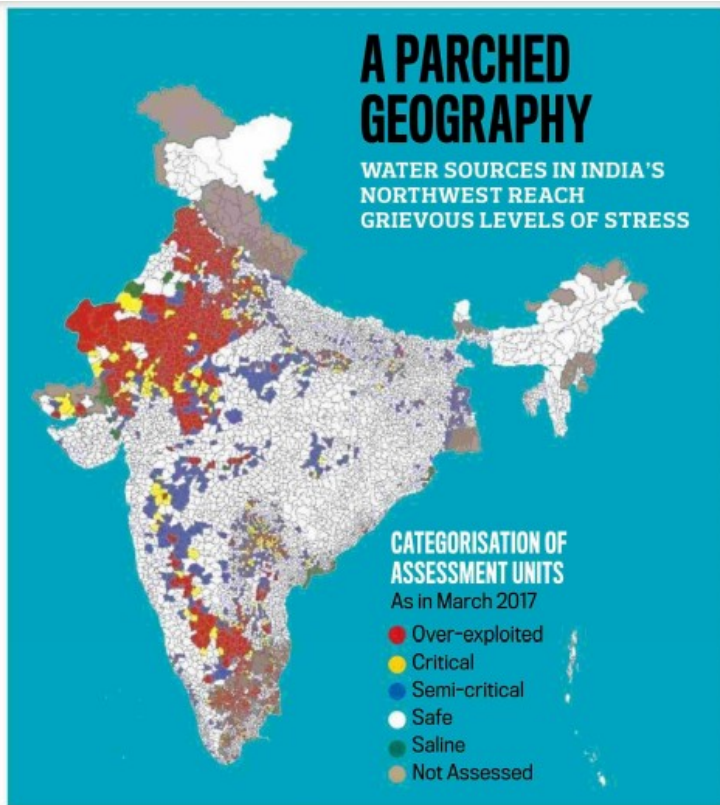 A PARCHED
GEOGRAPHY
WATER SOURCES IN INDIA'S
NORTHWEST REACH
GRIEVOUS LEVELS OF STRESS
CATEGORISATION OF
ASSESSMENT UNITS
As in March 2017
Over-exploited
Critical
Semi-critical
Safe
Saline
Not Assessed